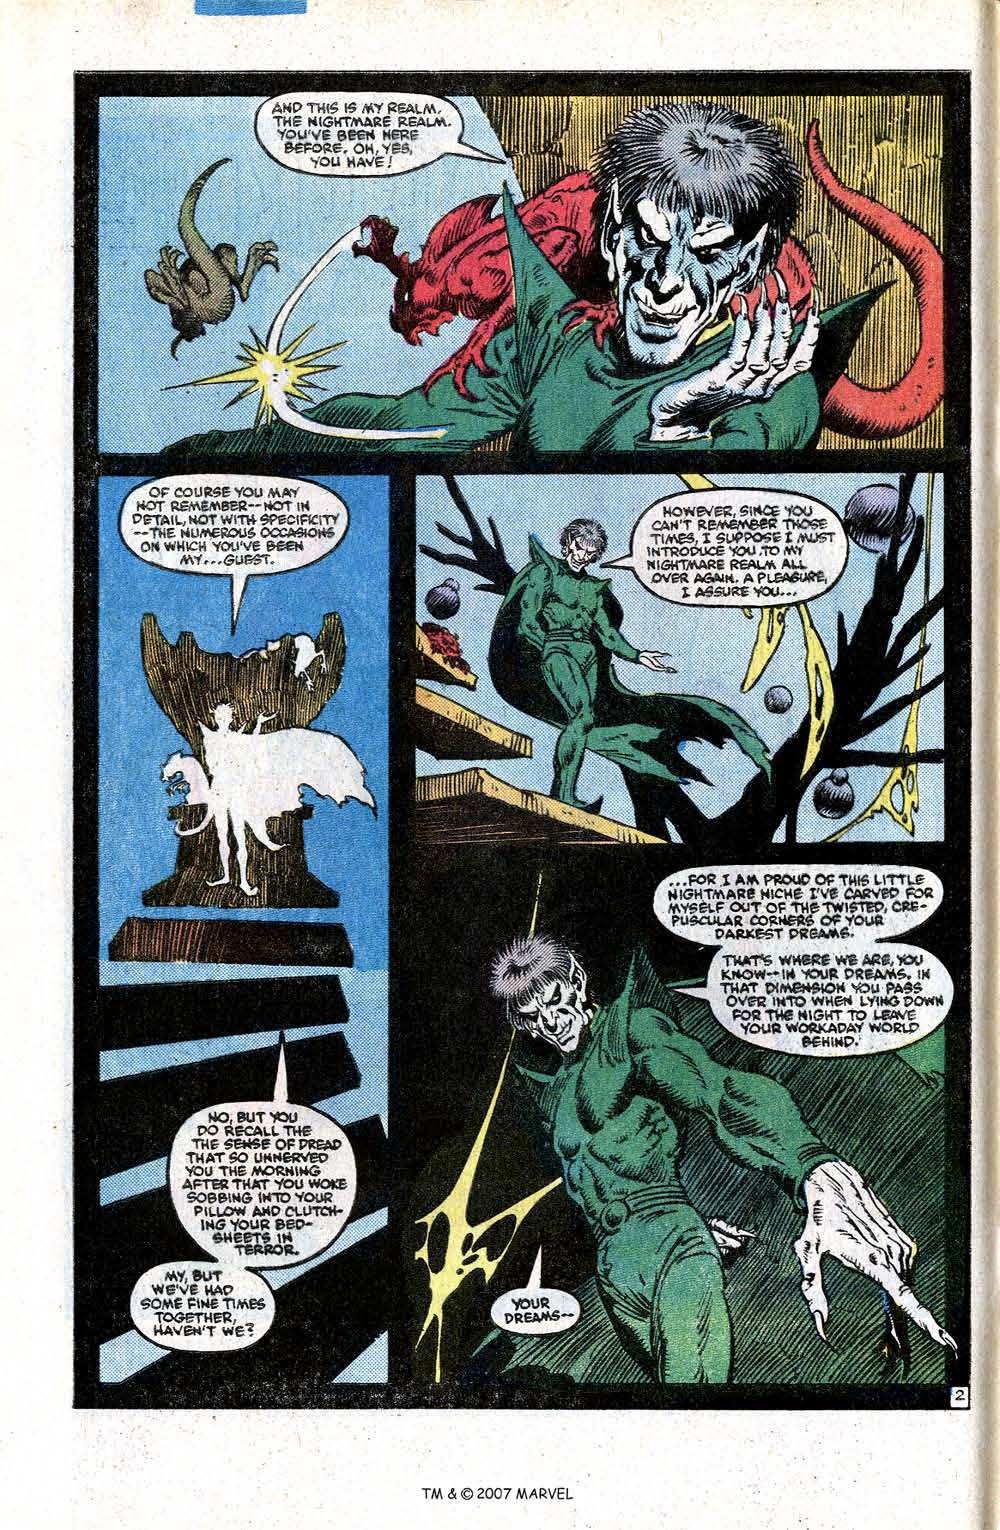 AND THIS IS MY REALM.
THE NIGHTMARE REALM.
YOU'VE BEEN HERE
BEFORE. OH, YES,
YOU HAVE!
OF COURSE YOU MAY
NOT REMEMBER--NOT IN
DETAIL, NOT WITH SPECIFICITY
--THE NUMEROUS OCCASIONS
ON WHICH YOU'VE BEEN
MY...GUEST.
NO, BUT YOU
DO RECALL THE
THE SENSE OF DREAD
THAT SO UNNERVED
YOU THE MORNING
AFTER THAT YOU WOKE
SOBBING INTO YOUR
PILLOW AND CLUTCH-
ING YOUR BED-
SHEETS IN
TERROR.
MY, BUT
WE'VE HAD
SOME FINE TIMES
TOGETHER,
HAVEN'T WE?
HOWEVER, SINCE YOU
CAN'T REMEMBER THOSE
TIMES, I SUPPOSE I MUST
INTRODUCE YOU TO MY
NIGHTMARE REALM ALL
OVER AGAIN. A PLEASURE,
I ASSURE YOU...
...FOR I AM PROUD OF THIS LITTLE
NIGHTMARE NICHE I'VE CARVED FOR
MYSELF OUT OF THE TWISTED, CRE-
PUSCULAR CORNERS OF YOUR
DARKEST DREAMS.
THAT'S WHERE WE ARE, YOU
KNOW--IN YOUR DREAMS. IN
THAT DIMENSION YOU PASS
OVER INTO WHEN LYING DOWN
FOR THE NIGHT TO LEAVE
YOUR WORKADAY WORLD
BEHIND.
YOUR
DREAMS--
2
TM & © 2007 MARVEL